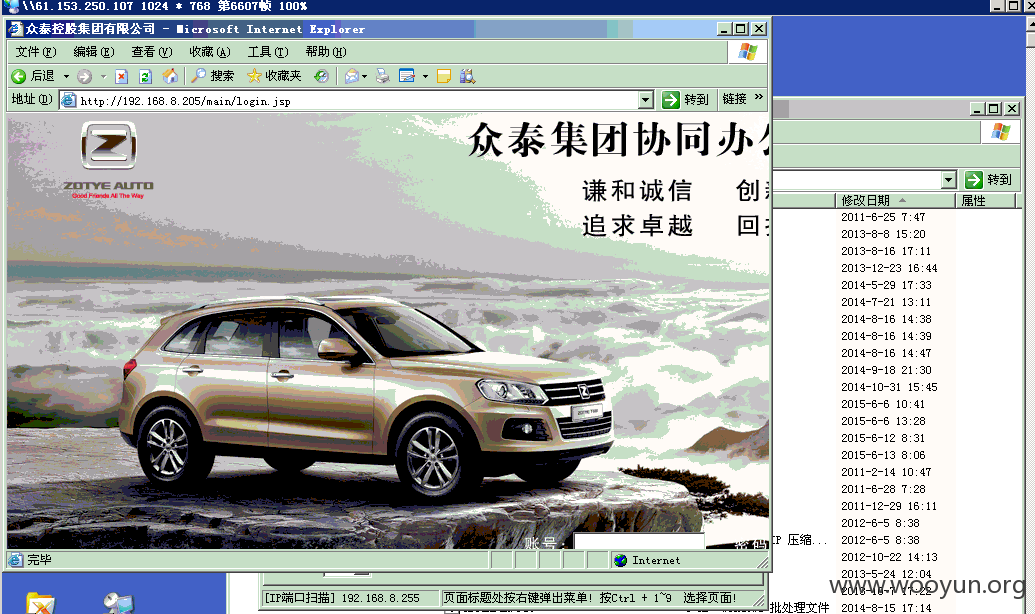 \\61.153.250.107 1024 * 768 第6607帧 100%
众泰控股集团有限公司 - Microsoft Internet Explorer
文件(F) 编辑(E) 查看(V) 收藏(A) 工具(T) 帮助(H)
后退 搜索 收藏夹
地址(D) http://192.168.8.205/main/login.jsp 转到 链接 »
转到
ZOTYE AUTO
Good Friends All The Way
众泰集团协同办
谦和诚信 创
追求卓越 回
修改日期 属性
2011-6-25 7:47
2013-8-8 15:20
2013-8-16 17:11
2013-12-23 16:44
2014-5-29 17:33
2014-7-21 13:11
2014-8-16 14:38
2014-8-16 14:39
2014-8-16 14:47
2014-9-18 21:30
2014-10-31 15:45
2015-6-6 10:41
2015-6-6 13:28
2015-6-12 8:31
2015-6-13 8:06
2011-2-14 10:47
2011-6-28 7:28
2011-12-29 16:11
2012-6-5 8:38
IP 压缩... 2012-6-5 8:38
2012-10-22 14:13
2013-5-24 12:04
2013-10-7 17:22
批处理文件 2014-8-15 17:14
账号: 密码
完毕 Internet
[IP端口扫描] 192.168.8.255 页面标题处按右键弹出菜单! 按Ctrl + 1~9 选择页面!
www.wooyun.org